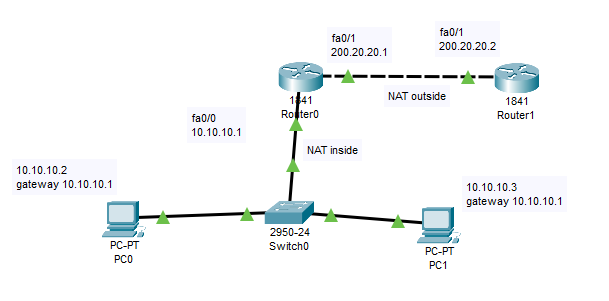 fa0/1
200.20.20.1
fa0/1
200.20.20.2
1841
Router0
NAT outside
1841
Router1
fa0/0
10.10.10.1
NAT inside
10.10.10.2
gateway 10.10.10.1
10.10.10.3
gateway 10.10.10.1
PC-PT
PC0
2950-24
Switch0
PC-PT
PC1